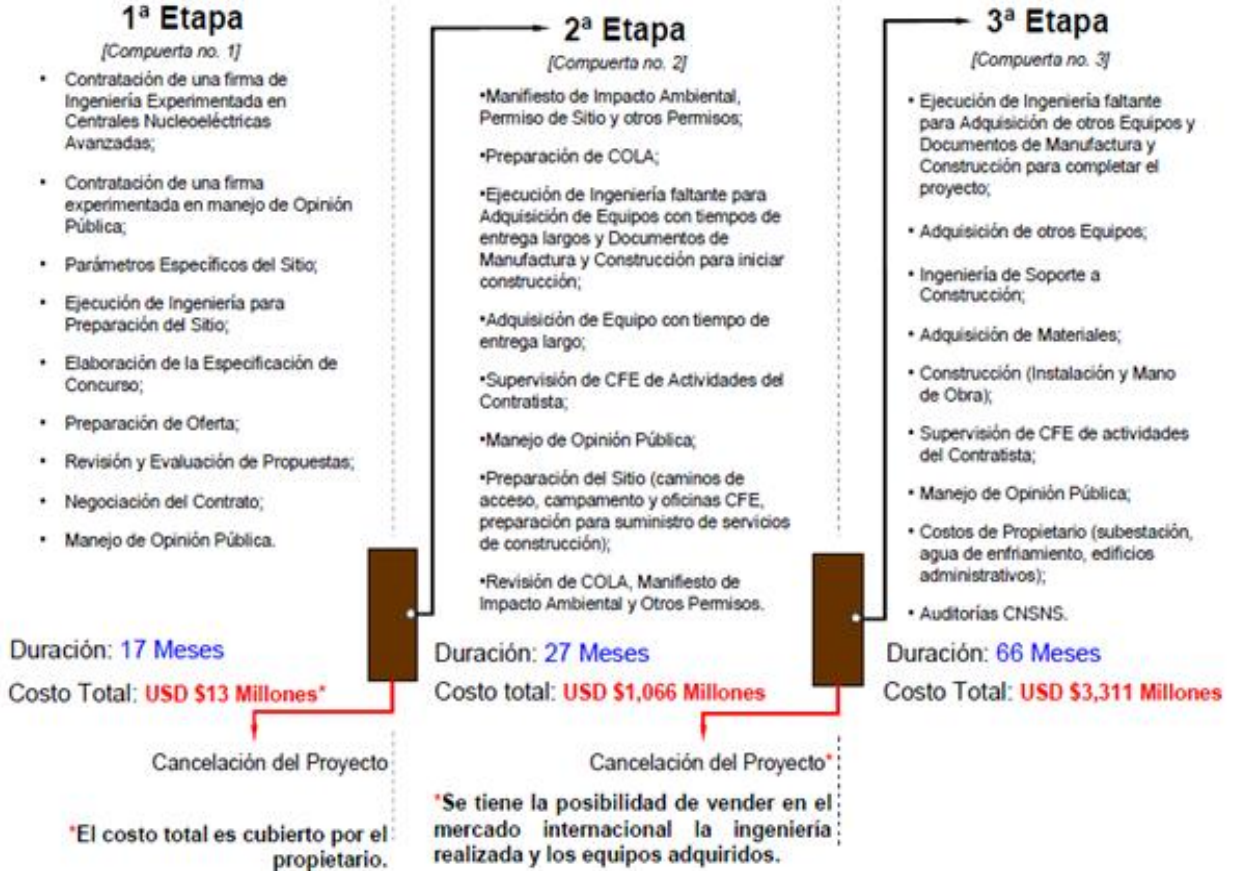 1ª Etapa
[Compuerta no. 1]
• Contratación de una firma de
Ingeniería Experimentada en
Centrales Nucleoeléctricas
Avanzadas;
• Contratación de una firma
experimentada en manejo de Opinión
Pública;
• Parámetros Específicos del Sitio;
• Ejecución de Ingeniería para
Preparación del Sitio;
• Elaboración de la Especificación de
Concurso;
• Preparación de Oferta;
• Revisión y Evaluación de Propuestas;
• Negociación del Contrato;
• Manejo de Opinión Pública.
Duración: 17 Meses
Costo Total: USD $13 Millones*
Cancelación del Proyecto
*El costo total es cubierto por el
propietario.
2ª Etapa
[Compuerta no. 2]
•Manifiesto de Impacto Ambiental,
Permiso de Sitio y otros Permisos;
•Preparación de COLA;
•Ejecución de Ingeniería faltante para
Adquisición de Equipos con tiempos de
entrega largos y Documentos de
Manufactura y Construcción para iniciar
construcción;
•Adquisición de Equipo con tiempo de
entrega largo;
•Supervisión de CFE de Actividades del
Contratista;
•Manejo de Opinión Pública;
•Preparación del Sitio (caminos de
acceso, campamento y oficinas CFE,
preparación para suministro de servicios
de construcción);
•Revisión de COLA, Manifiesto de
Impacto Ambiental y Otros Permisos.
Duración: 27 Meses
Costo total: USD $1,066 Millones
Cancelación del Proyecto*
*Se tiene la posibilidad de vender en el
mercado internacional la ingeniería
realizada y los equipos adquiridos.
3ª Etapa
[Compuerta no. 3]
• Ejecución de Ingeniería faltante
para Adquisición de otros Equipos y
Documentos de Manufactura y
Construcción para completar el
proyecto;
• Adquisición de otros Equipos;
• Ingeniería de Soporte a
Construcción;
• Adquisición de Materiales;
• Construcción (Instalación y Mano
de Obra);
• Supervisión de CFE de actividades
del Contratista;
• Manejo de Opinión Pública;
• Costos de Propietario (subestación,
agua de enfriamiento, edificios
administrativos);
• Auditorías CNSNS.
Duración: 66 Meses
Costo Total: USD $3,311 Millones